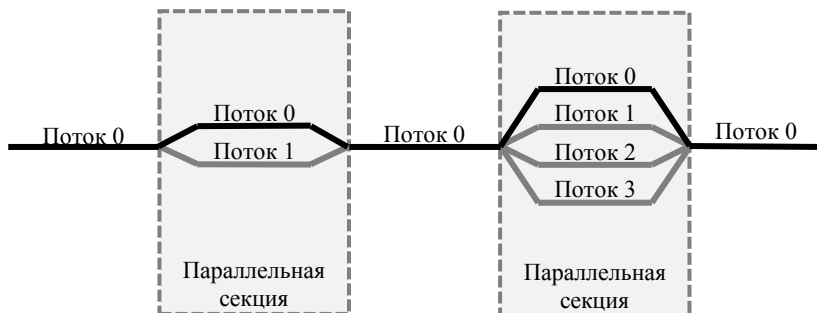 Поток 0
Поток 0
Поток 1
Параллельная
секция
Поток 0
Поток 0
Поток 1
Поток 2
Поток 3
Параллельная
секция
Поток 0